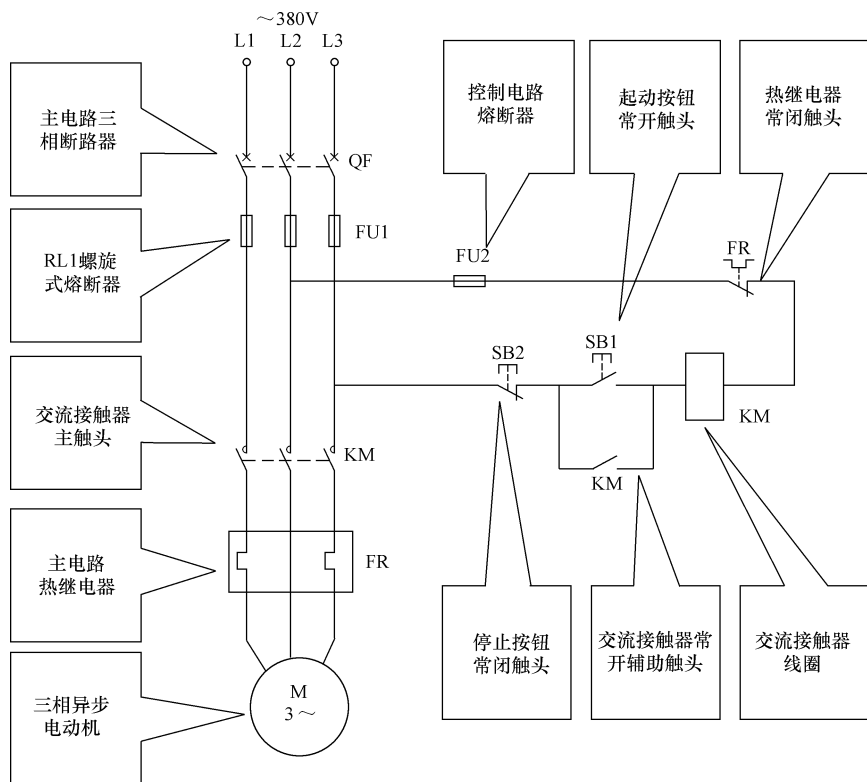 ～380V
L1 L2 L3
主电路三
相断路器
QF
控制电路
熔断器
起动按钮
常开触头
热继电器
常闭触头
RL1螺旋
式熔断器
FU1
FU2
FR
SB2
SB1
KM
交流接触器
主触头
KM
KM
主电路
热继电器
FR
停止按钮
常闭触头
交流接触器常
开辅助触头
交流接触器
线圈
三相异步
电动机
M
3～